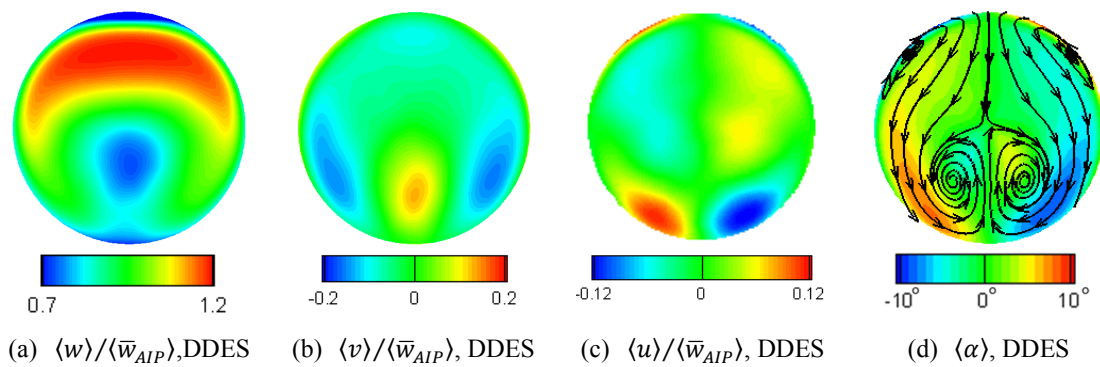 0.7 1.2
-0.2 0 0.2
-0.12 0 0.12
-10° 0° 10°
(a) ⟨w⟩/⟨w̅_AIP⟩,DDES
(b) ⟨v⟩/⟨w̅_AIP⟩, DDES
(c) ⟨u⟩/⟨w̅_AIP⟩, DDES
(d) ⟨α⟩, DDES